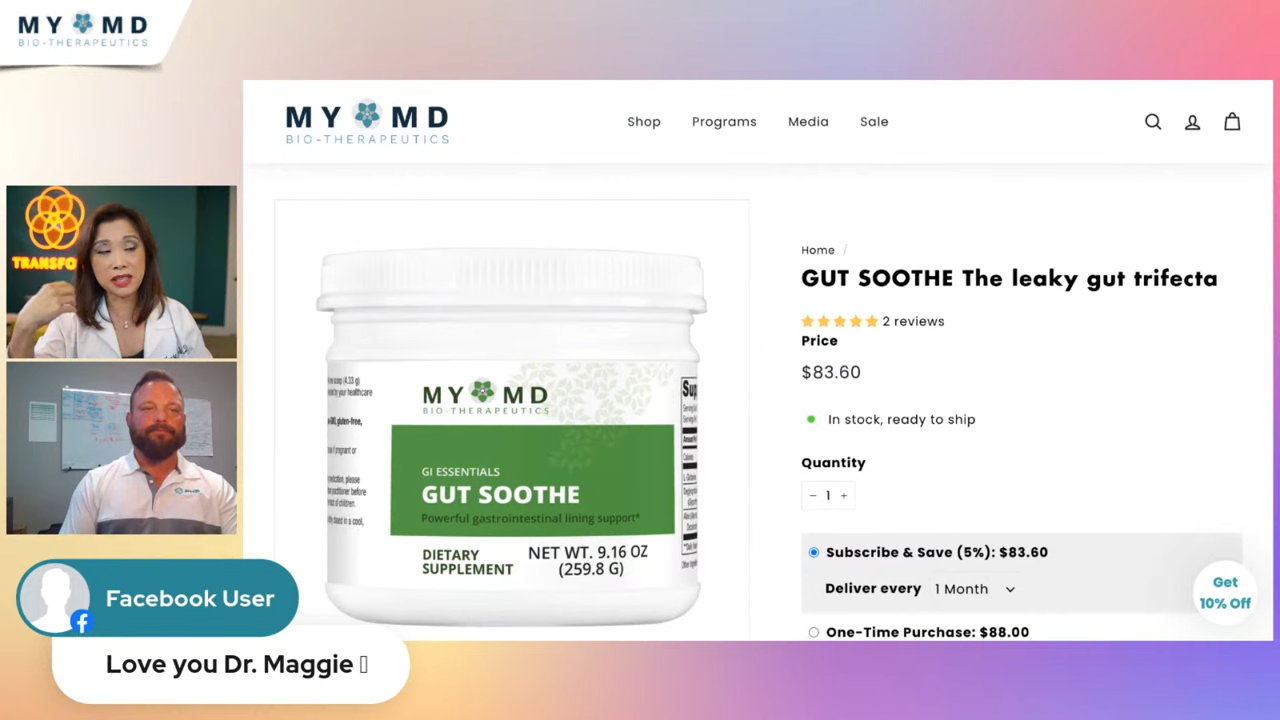 MY MD
BIO-THERAPEUTICS
MY MD
BIO-THERAPEUTICS
Shop
Programs
Media
Sale
TRANSFO
Home /
GUT SOOTHE The leaky gut trifecta
2 reviews
Price
$83.60
In stock, ready to ship
Quantity
− 1 +
Subscribe & Save (5%): $83.60
Deliver every 1 Month
One-Time Purchase: $88.00
Get
10% Off
MY MD
BIO-THERAPEUTICS
GI ESSENTIALS
GUT SOOTHE
Powerful gastrointestinal lining support*
DIETARY
SUPPLEMENT
NET WT. 9.16 OZ
(259.8 G)
Sup
Facebook User
Love you Dr. Maggie